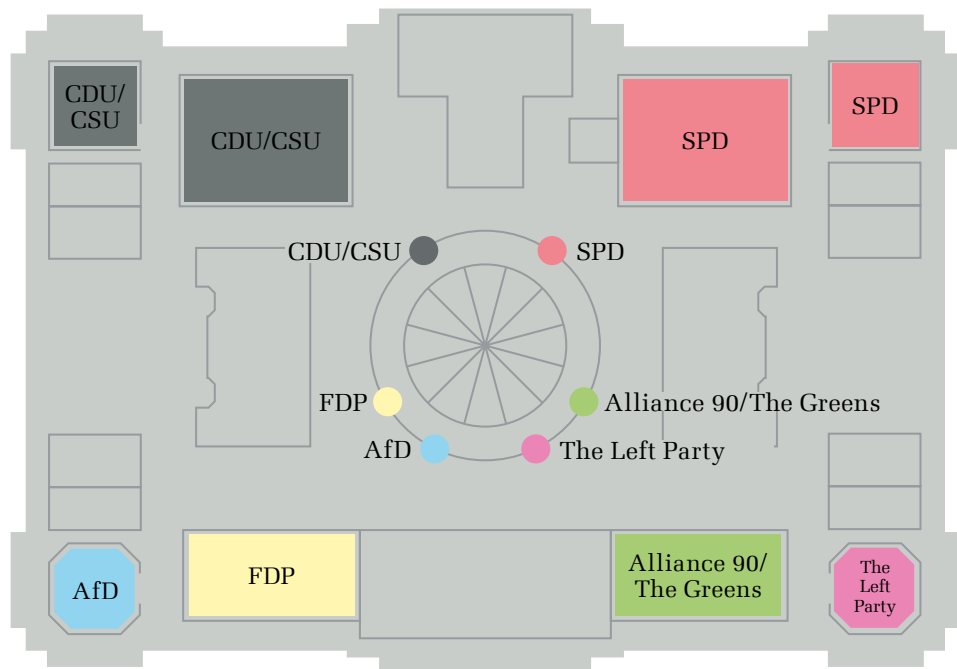 CDU/
CSU
CDU/CSU
SPD
SPD
CDU/CSU
SPD
FDP
Alliance 90/The Greens
AfD
The Left Party
AfD
FDP
Alliance 90/
The Greens
The
Left
Party